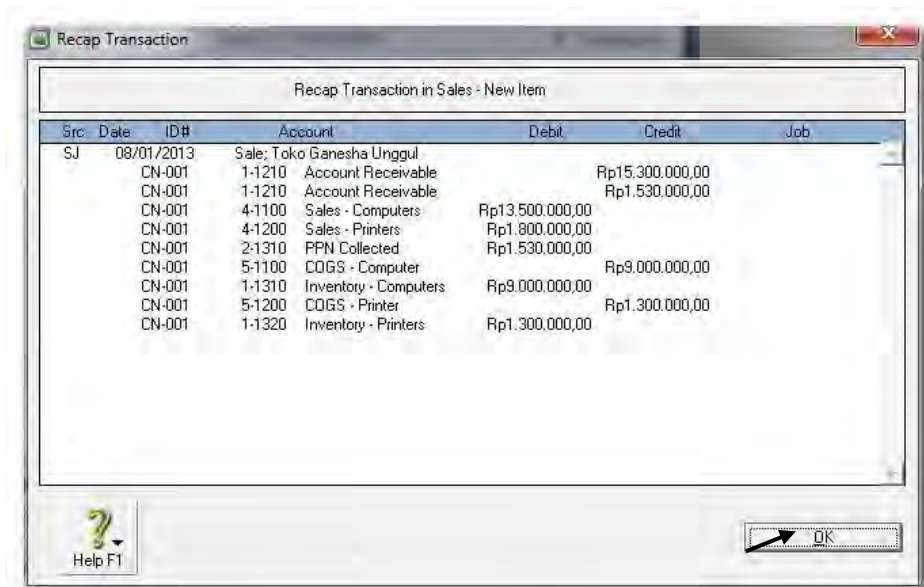 Recap Transaction
Recap Transaction in Sales - New Item
Src Date ID# Account Debit Credit Job
SJ 08/01/2013 Sale; Toko Ganesha Unggul
CN-001 1-1210 Account Receivable Rp15.300.000,00
CN-001 1-1210 Account Receivable Rp1.530.000,00
CN-001 4-1100 Sales - Computers Rp13.500.000,00
CN-001 4-1200 Sales - Printers Rp1.800.000,00
CN-001 2-1310 PPN Collected Rp1.530.000,00
CN-001 5-1100 COGS - Computer Rp9.000.000,00
CN-001 1-1310 Inventory - Computers Rp9.000.000,00
CN-001 5-1200 COGS - Printer Rp1.300.000,00
CN-001 1-1320 Inventory - Printers Rp1.300.000,00
Help F1
OK